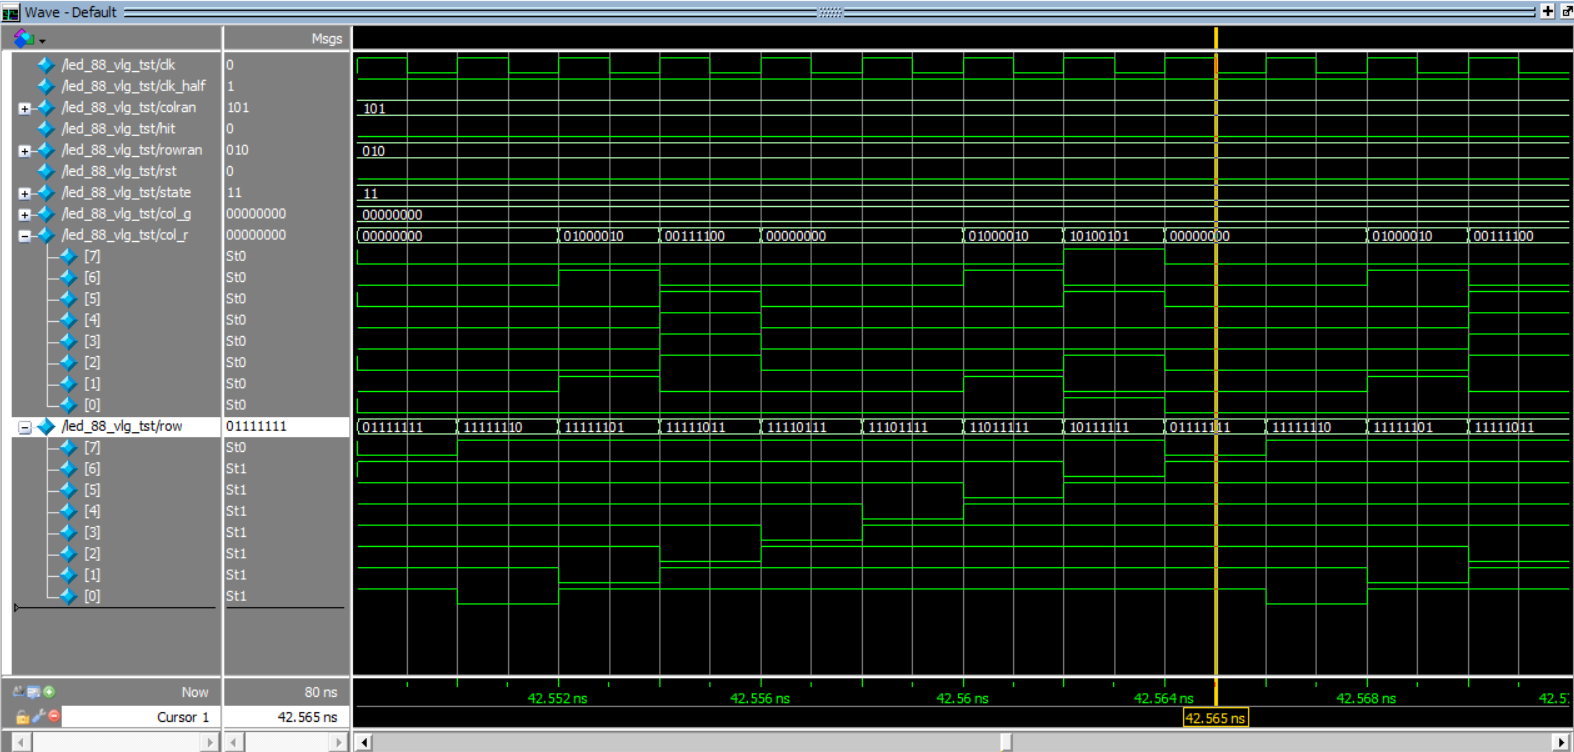 Wave - Default
Msgs
/led_88_vlg_tst/clk 0
/led_88_vlg_tst/clk_half 1
/led_88_vlg_tst/colran 101 101
/led_88_vlg_tst/hit 0
/led_88_vlg_tst/rowran 010 010
/led_88_vlg_tst/rst 0
/led_88_vlg_tst/state 11 11
/led_88_vlg_tst/col_g 00000000 00000000
/led_88_vlg_tst/col_r 00000000 00000000 01000010 00111100 00000000 01000010 10100101 00000000 01000010 00111100
[7] St0
[6] St0
[5] St0
[4] St0
[3] St0
[2] St0
[1] St0
[0] St0
/led_88_vlg_tst/row 01111111 01111111 11111110 11111101 11111011 11110111 11101111 11011111 10111111 01111111 11111110 11111101 11111011
[7] St0
[6] St1
[5] St1
[4] St1
[3] St1
[2] St1
[1] St1
[0] St1
Now 80 ns 42.552 ns 42.556 ns 42.56 ns 42.564 ns 42.568 ns
Cursor 1 42.565 ns 42.565 ns